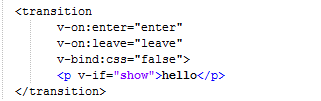 <transition
v-on:enter="enter"
v-on:leave="leave"
v-bind:css="false">
<p v-if="show">hello</p>
</transition>